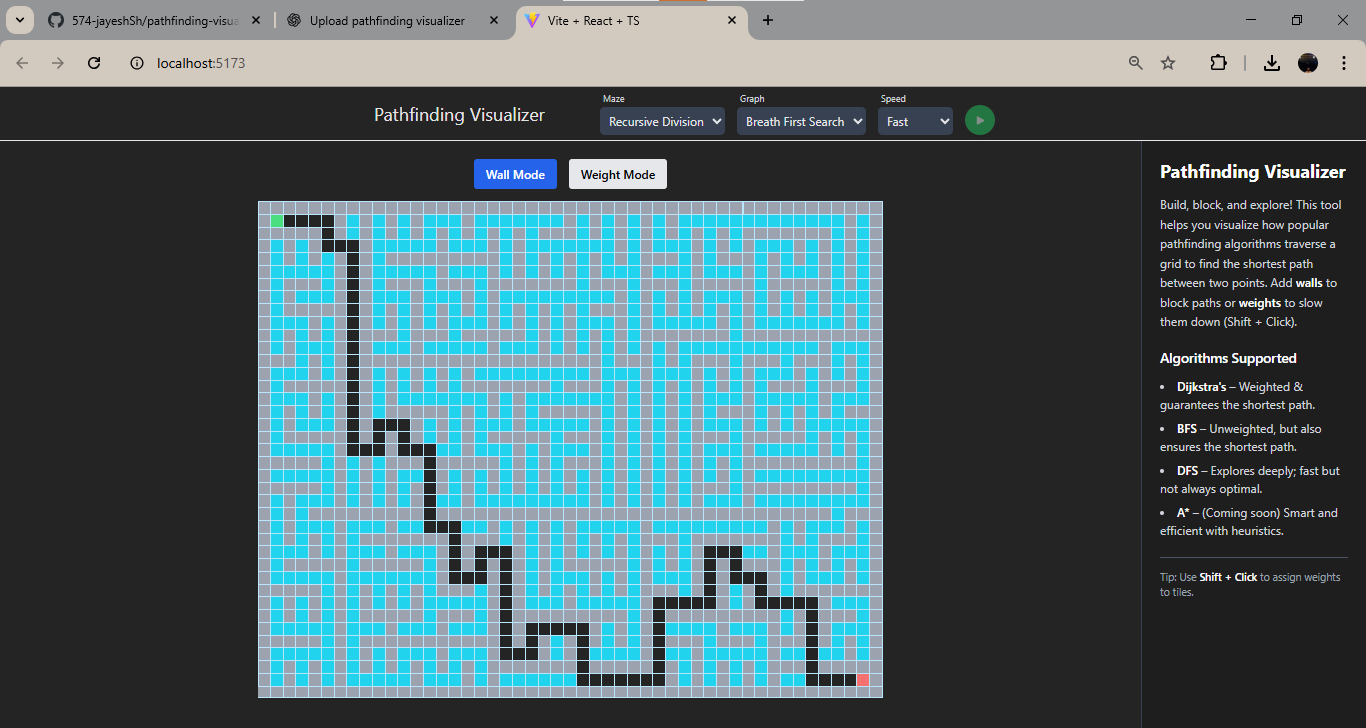 574-jayeshSh/pathfinding-visua
Upload pathfinding visualizer
Vite + React + TS
localhost:5173
Pathfinding Visualizer
Maze
Graph
Speed
Recursive Division
Breath First Search
Fast
Wall Mode
Weight Mode
Pathfinding Visualizer
Build, block, and explore! This tool
helps you visualize how popular
pathfinding algorithms traverse a
grid to find the shortest path
between two points. Add walls to
block paths or weights to slow
them down (Shift + Click).
Algorithms Supported
• Dijkstra's – Weighted &
guarantees the shortest path.
• BFS – Unweighted, but also
ensures the shortest path.
• DFS – Explores deeply; fast but
not always optimal.
• A* – (Coming soon) Smart and
efficient with heuristics.
Tip: Use Shift + Click to assign weights
to tiles.